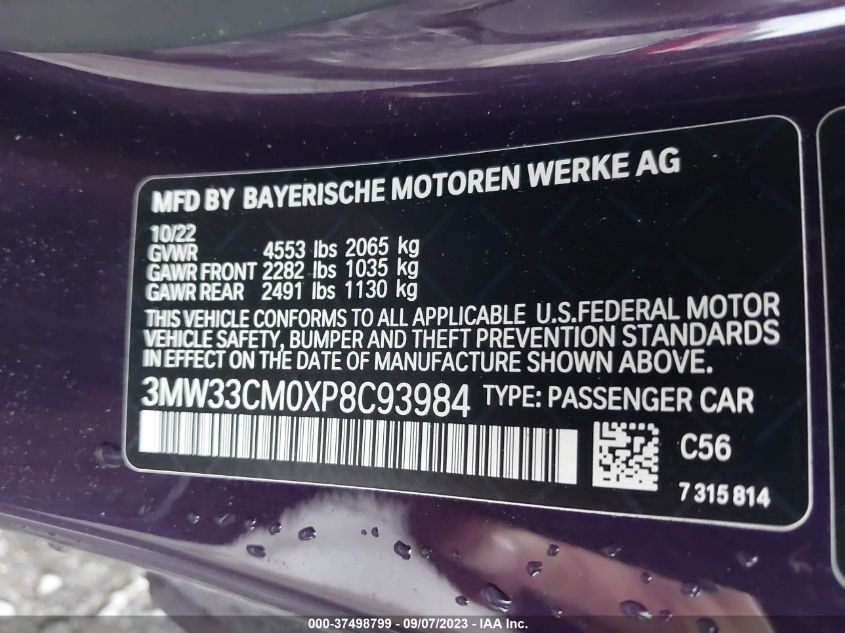 MFD BY BAYERISCHE MOTOREN WERKE AG
10/22
GVWR 4553 lbs 2065 kg
GAWR FRONT 2282 lbs 1035 kg
GAWR REAR 2491 lbs 1130 kg
THIS VEHICLE CONFORMS TO ALL APPLICABLE U.S.FEDERAL MOTOR
VEHICLE SAFETY, BUMPER AND THEFT PREVENTION STANDARDS
IN EFFECT ON THE DATE OF MANUFACTURE SHOWN ABOVE.
3MW33CM0XP8C93984 TYPE: PASSENGER CAR
C56
7 315 814
000-37498799 - 09/07/2023 - IAA Inc.